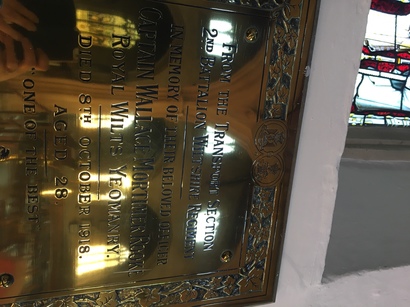 FROM THE TRANSPORT SECTION
2ND BATTALION WILTSHIRE REGIMENT
IN MEMORY OF THEIR BELOVED OFFICER
CAPTAIN WALLACE MORTIMER
ROYAL WILTS YEOMANRY.
DIED 8TH OCTOBER 1918.
AGED 28
"ONE OF THE BEST"